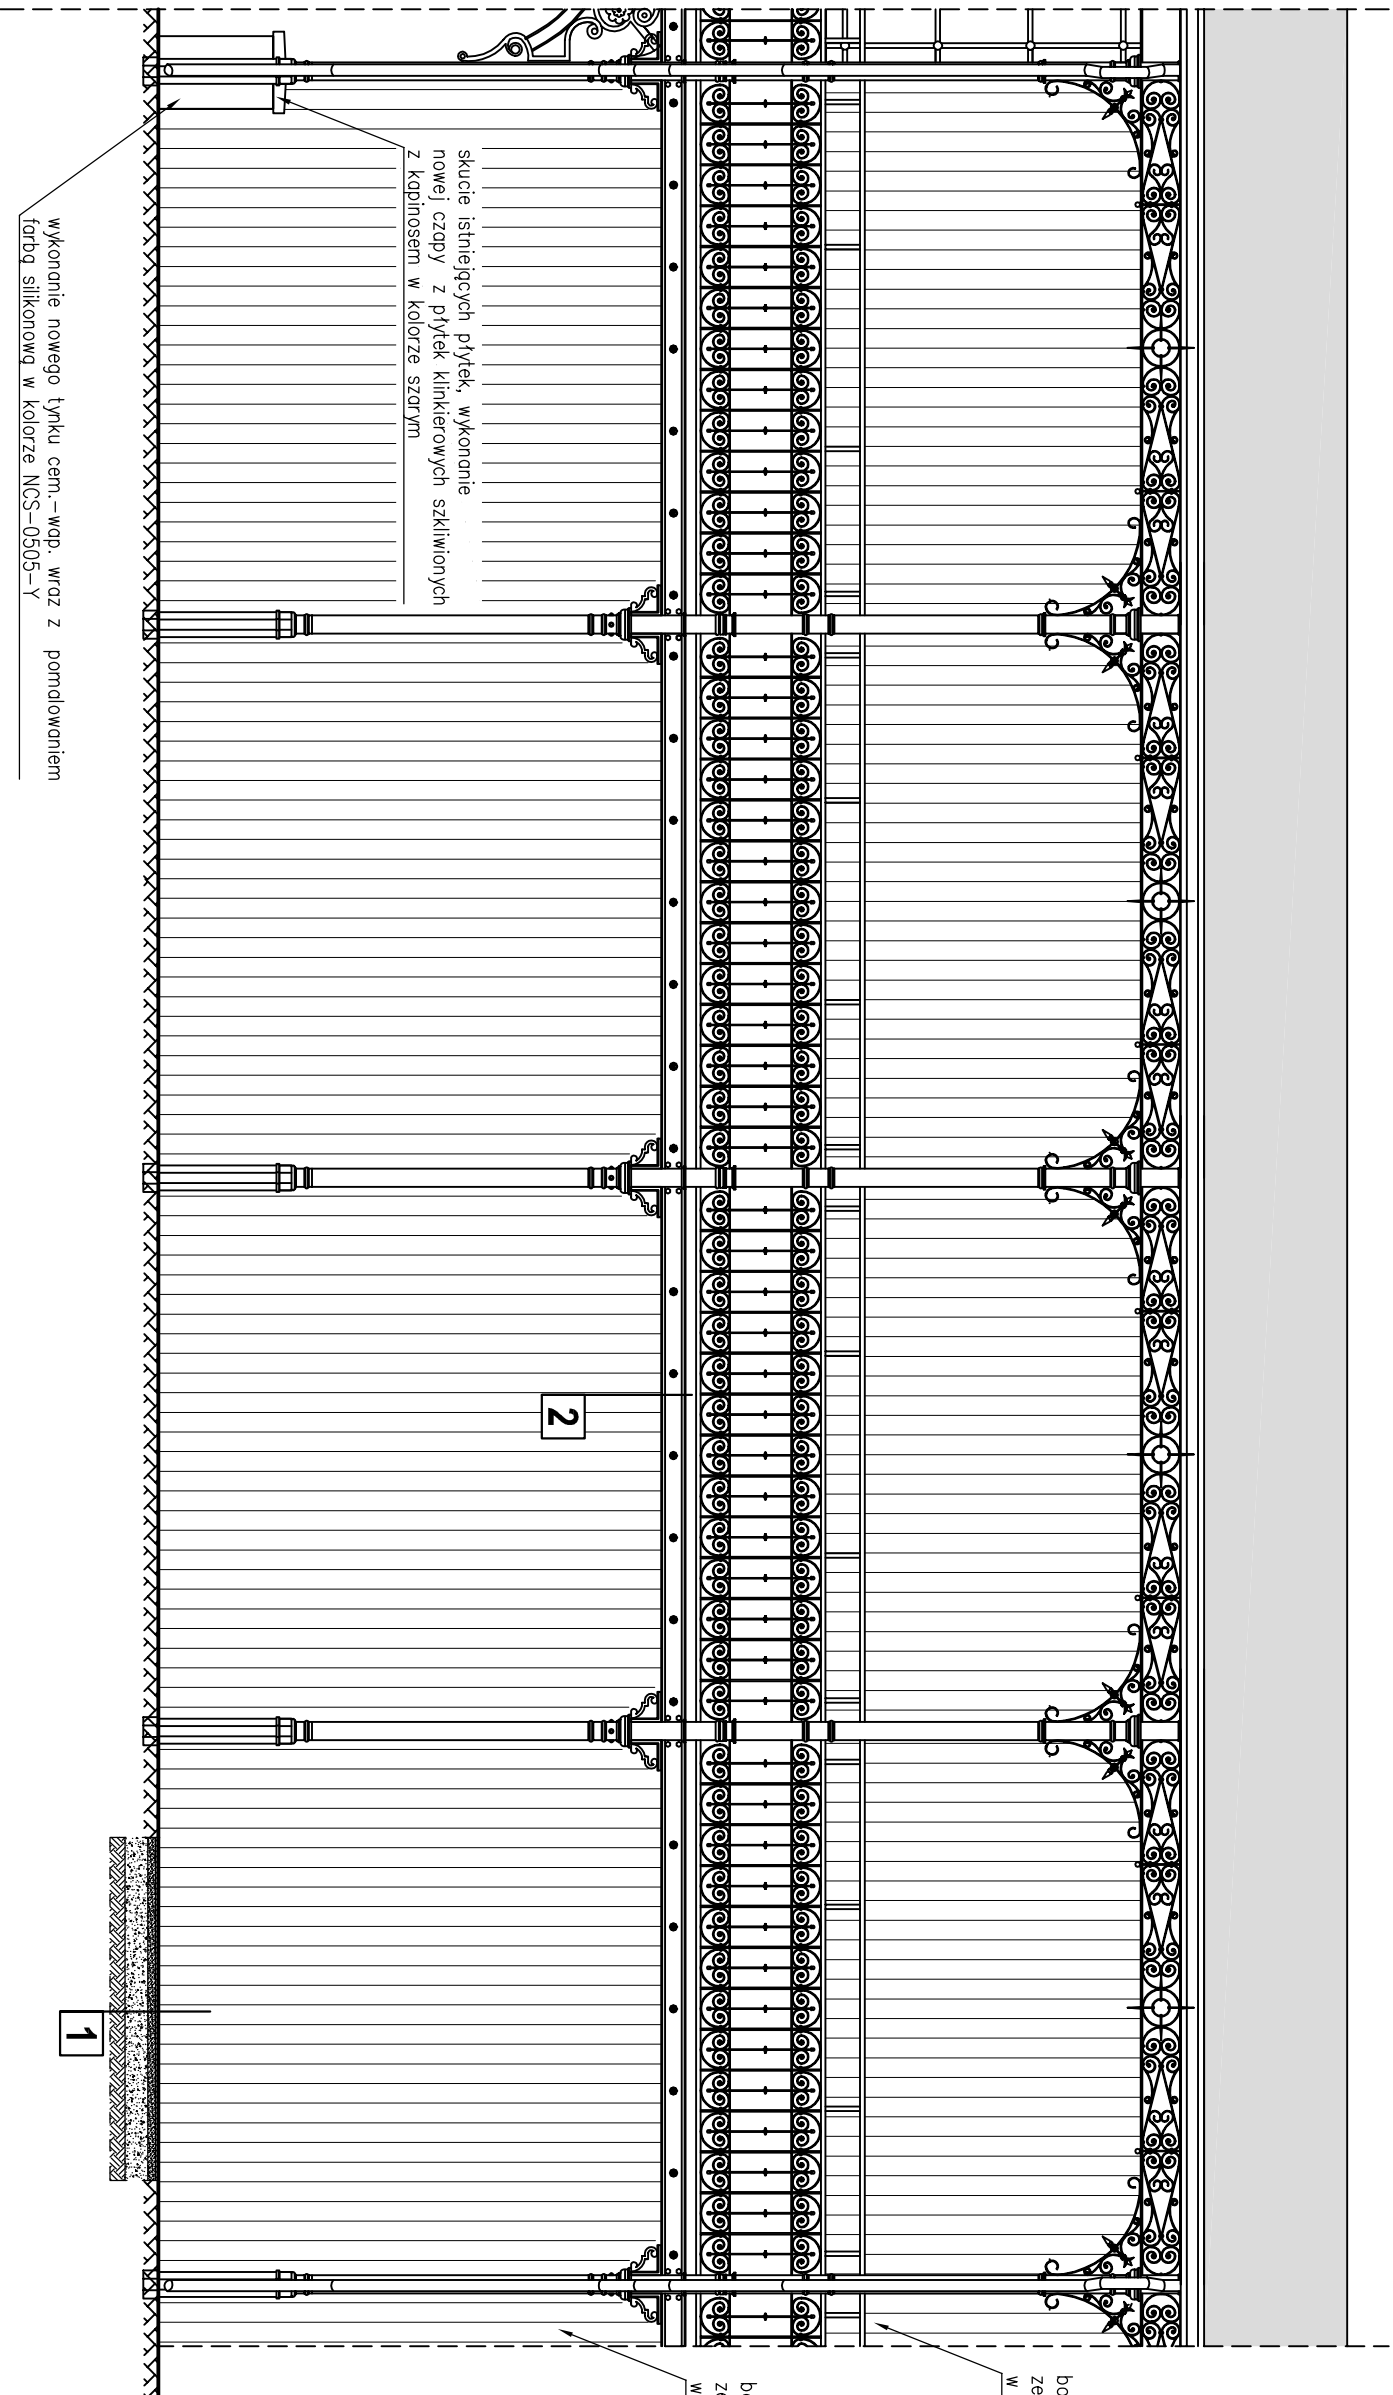 skucie istniejących płytek, wykonanie
nowej czapy z płytek klinkierowych szkliwionych
z kapinosem w kolorze szarym
wykonanie nowego tynku cem.-wap. wraz z pomalowaniem
farbą silikonową w kolorze NCS-0505-Y
2
1
w
w